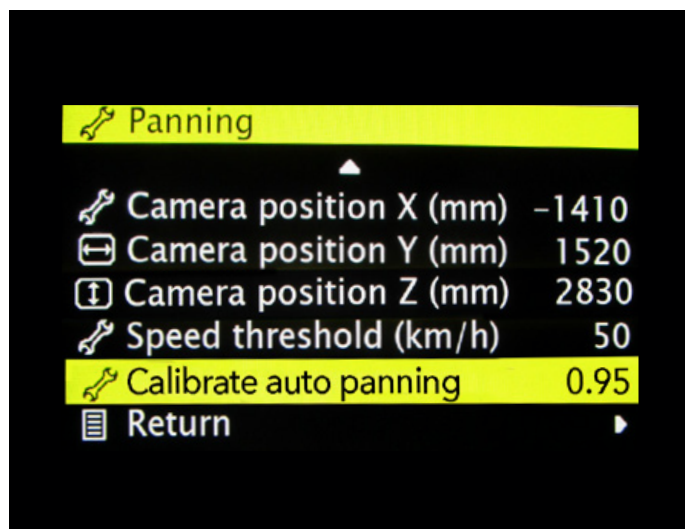 Panning
Camera position X (mm) -1410
Camera position Y (mm) 1520
Camera position Z (mm) 2830
Speed threshold (km/h) 50
Calibrate auto panning 0.95
Return